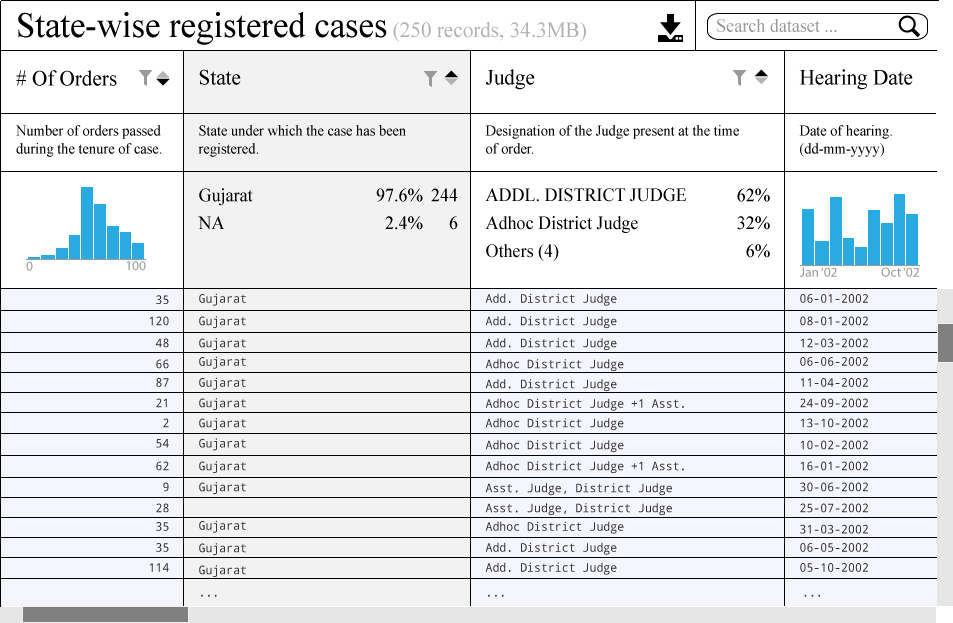 State-wise registered cases (250 records, 34.3MB) Search dataset ...
# Of Orders State Judge Hearing Date
Number of orders passed during the tenure of case. State under which the case has been registered. Designation of the Judge present at the time of order. Date of hearing. (dd-mm-yyyy)
0 100
Gujarat 97.6% 244
NA 2.4% 6
ADDL. DISTRICT JUDGE 62%
Adhoc District Judge 32%
Others (4) 6%
Jan '02 Oct '02
35 Gujarat Add. District Judge 06-01-2002
120 Gujarat Add. District Judge 08-01-2002
48 Gujarat Add. District Judge 12-03-2002
66 Gujarat Adhoc District Judge 06-06-2002
87 Gujarat Add. District Judge 11-04-2002
21 Gujarat Adhoc District Judge +1 Asst. 24-09-2002
2 Gujarat Adhoc District Judge 13-10-2002
54 Gujarat Adhoc District Judge 10-02-2002
62 Gujarat Adhoc District Judge +1 Asst. 16-01-2002
9 Gujarat Asst. Judge, District Judge 30-06-2002
28 Asst. Judge, District Judge 25-07-2002
35 Gujarat Adhoc District Judge 31-03-2002
35 Gujarat Add. District Judge 06-05-2002
114 Gujarat Add. District Judge 05-10-2002
... ... ...